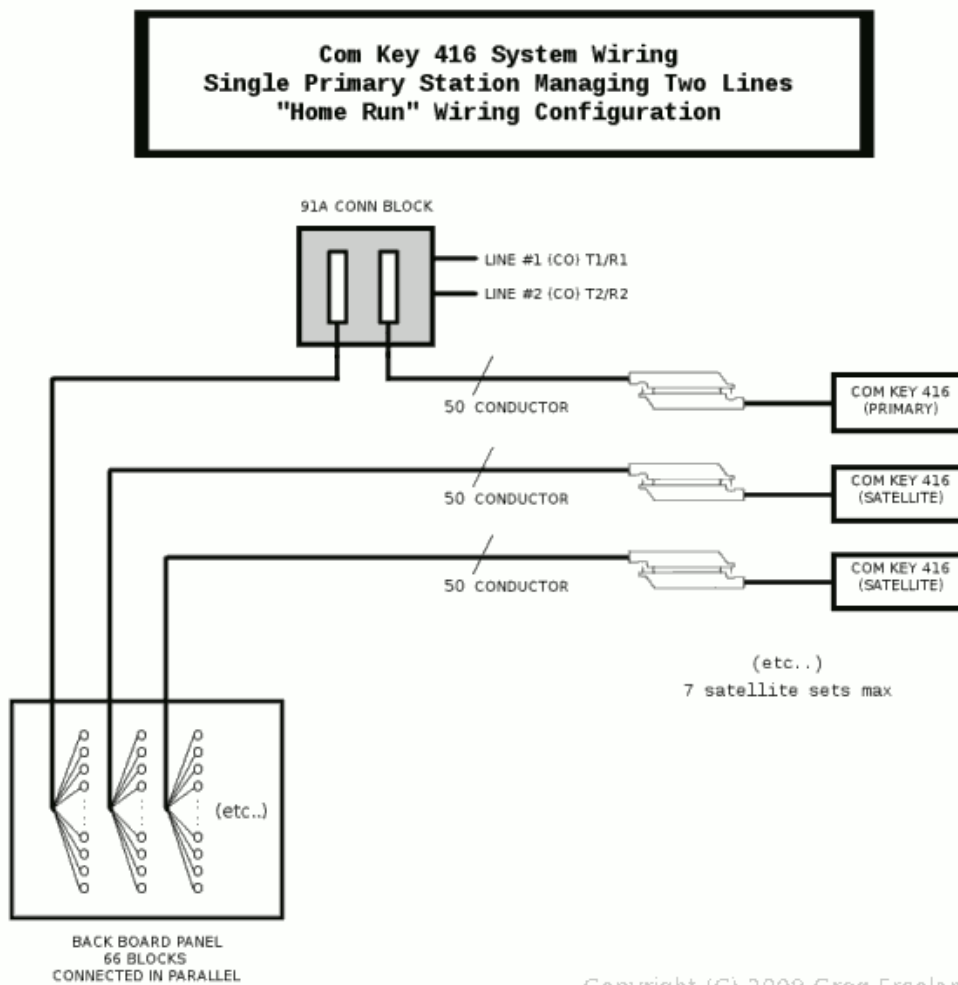 Com Key 416 System Wiring
Single Primary Station Managing Two Lines
"Home Run" Wiring Configuration
91A CONN BLOCK
LINE #1 (CO) T1/R1
LINE #2 (CO) T2/R2
50 CONDUCTOR
COM KEY 416
(PRIMARY)
50 CONDUCTOR
COM KEY 416
(SATELLITE)
50 CONDUCTOR
COM KEY 416
(SATELLITE)
(etc..)
7 satellite sets max
(etc..)
BACK BOARD PANEL
66 BLOCKS
CONNECTED IN PARALLEL
Copyright (C) 2009 Greg